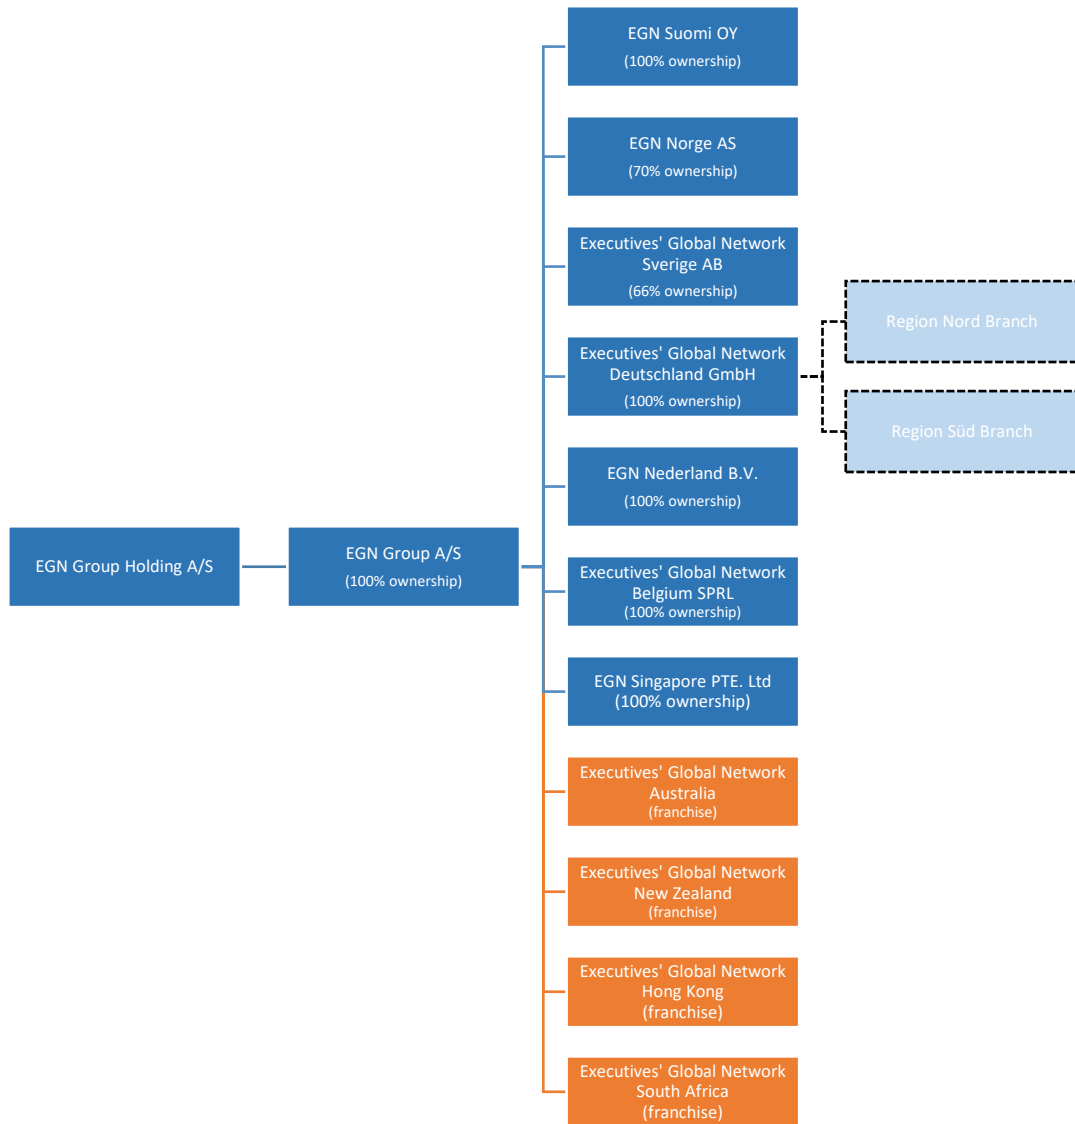 EGN Group Holding A/S
EGN Group A/S
(100% ownership)
EGN Suomi OY
(100% ownership)
EGN Norge AS
(70% ownership)
Executives' Global Network
Sverige AB
(66% ownership)
Executives' Global Network
Deutschland GmbH
(100% ownership)
Region Nord Branch
Region Süd Branch
EGN Nederland B.V.
(100% ownership)
Executives' Global Network
Belgium SPRL
(100% ownership)
EGN Singapore PTE. Ltd
(100% ownership)
Executives' Global Network
Australia
(franchise)
Executives' Global Network
New Zealand
(franchise)
Executives' Global Network
Hong Kong
(franchise)
Executives' Global Network
South Africa
(franchise)